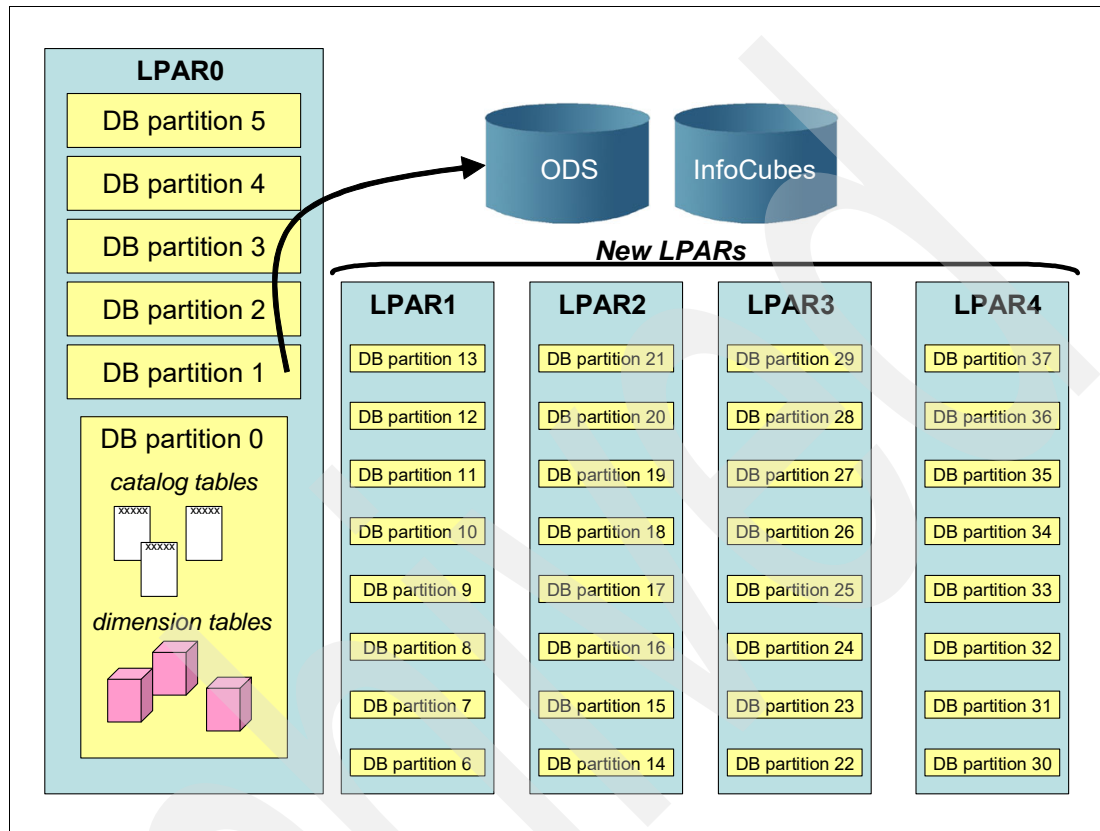 LPAR0
DB partition 5
DB partition 4
DB partition 3
DB partition 2
DB partition 1
DB partition 0
catalog tables
XXXXX
XXXXX
XXXXX
dimension tables
ODS
InfoCubes
New LPARs
LPAR1
DB partition 13
DB partition 12
DB partition 11
DB partition 10
DB partition 9
DB partition 8
DB partition 7
DB partition 6
LPAR2
DB partition 21
DB partition 20
DB partition 19
DB partition 18
DB partition 17
DB partition 16
DB partition 15
DB partition 14
LPAR3
DB partition 29
DB partition 28
DB partition 27
DB partition 26
DB partition 25
DB partition 24
DB partition 23
DB partition 22
LPAR4
DB partition 37
DB partition 36
DB partition 35
DB partition 34
DB partition 33
DB partition 32
DB partition 31
DB partition 30